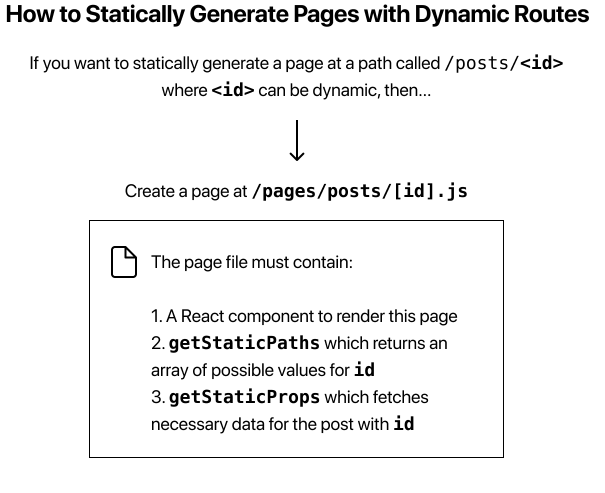 How to Statically Generate Pages with Dynamic Routes
If you want to statically generate a page at a path called /posts/<id>
where <id> can be dynamic, then...
Create a page at /pages/posts/[id].js
The page file must contain:
1. A React component to render this page
2. getStaticPaths which returns an
array of possible values for id
3. getStaticProps which fetches
necessary data for the post with id